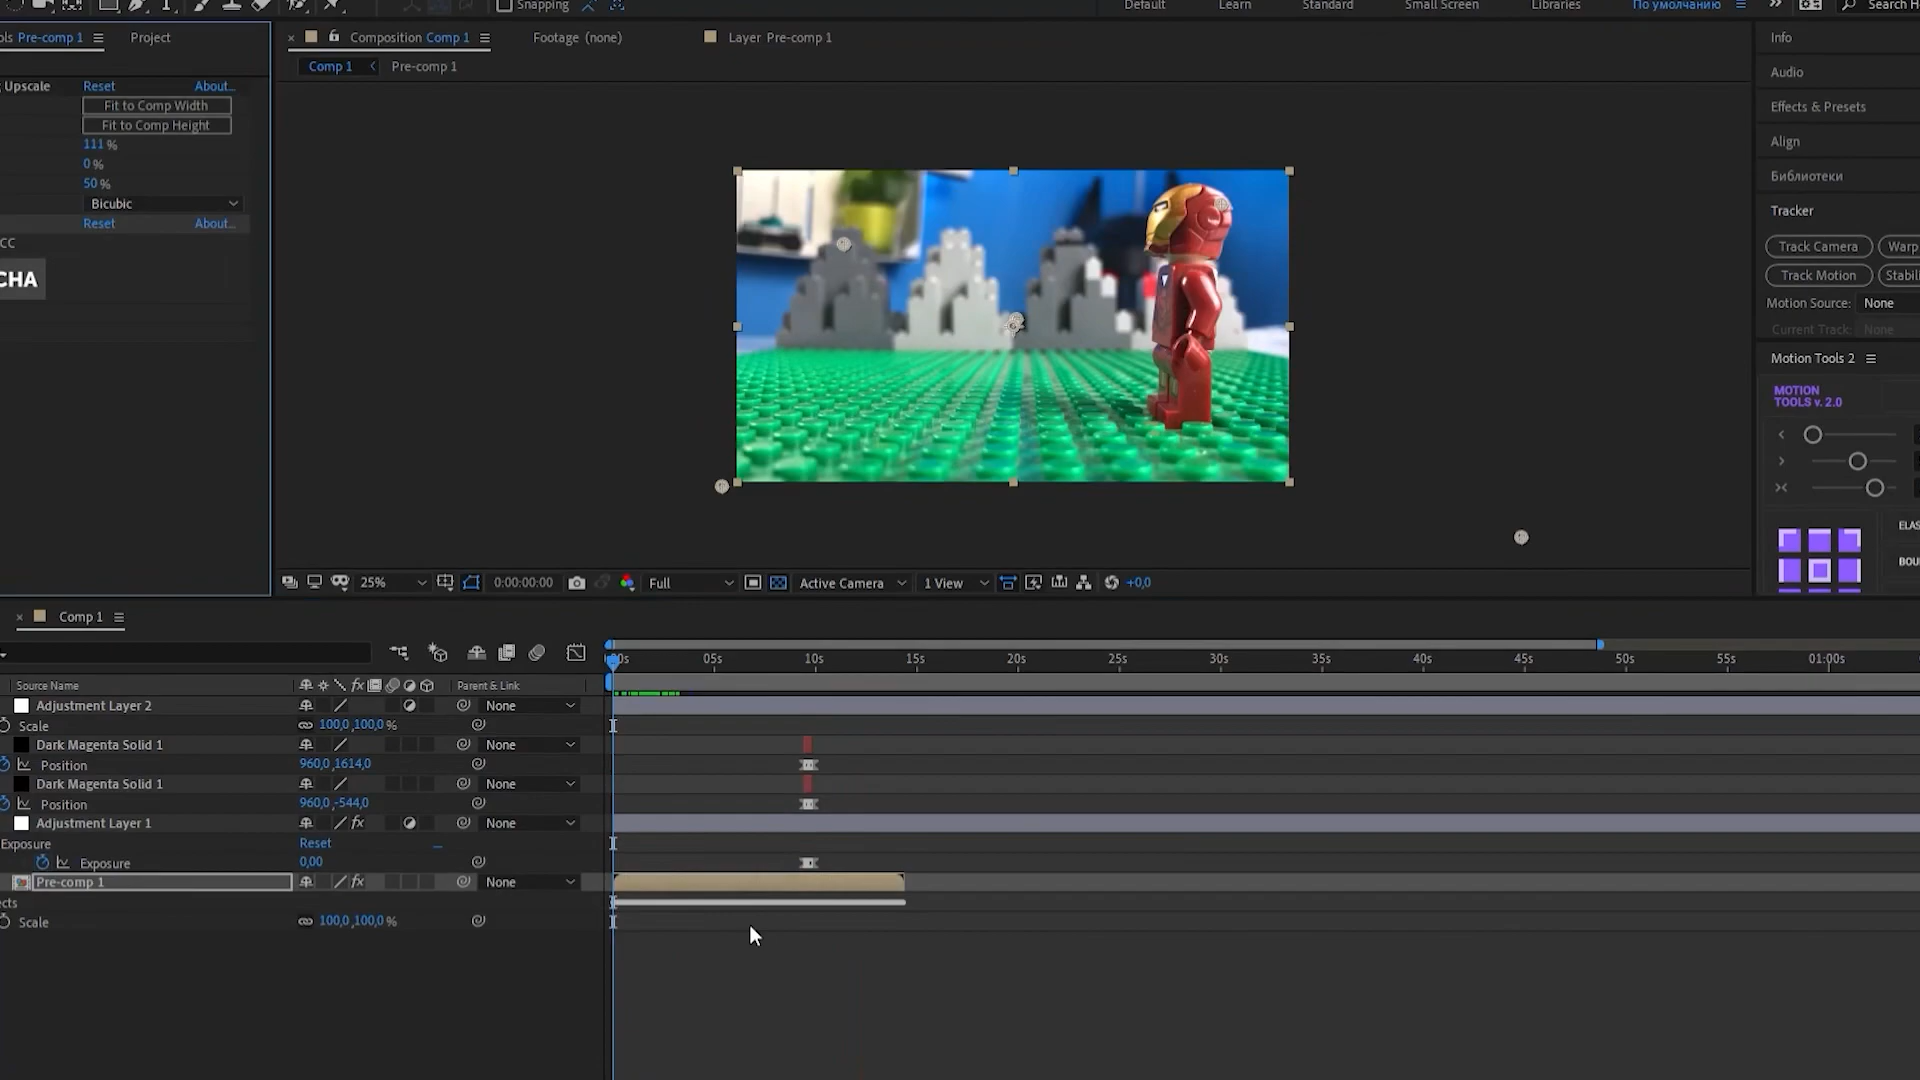 Snapping
Default
Learn
Standard
Small Screen
Libraries
По умолчанию
Search H
ols Pre-comp 1
Project
Composition Comp 1
Footage (none)
Layer Pre-comp 1
Comp 1
Pre-comp 1
Upscale
Reset
About...
Fit to Comp Width
Fit to Comp Height
111 %
0 %
50 %
Bicubic
Reset
About...
CC
CHA
Info
Audio
Effects & Presets
Align
Библиотеки
Tracker
Track Camera
Warp
Track Motion
Stabili
Motion Source: None
Current Track: None
Motion Tools 2
MOTION
TOOLS v. 2.0
ELAS
BOU
25%
0:00:00:00
Full
Active Camera
1 View
+0,0
Comp 1
00s
05s
10s
15s
20s
25s
30s
35s
40s
45s
50s
55s
01:00s
Source Name
fx
Parent & Link
Adjustment Layer 2
None
Scale
100,0,100,0 %
Dark Magenta Solid 1
None
Position
960,0,1614,0
Dark Magenta Solid 1
None
Position
960,0,-544,0
Adjustment Layer 1
fx
None
Exposure
Reset
Exposure
0,00
Pre-comp 1
fx
None
ects
Scale
100,0,100,0 %